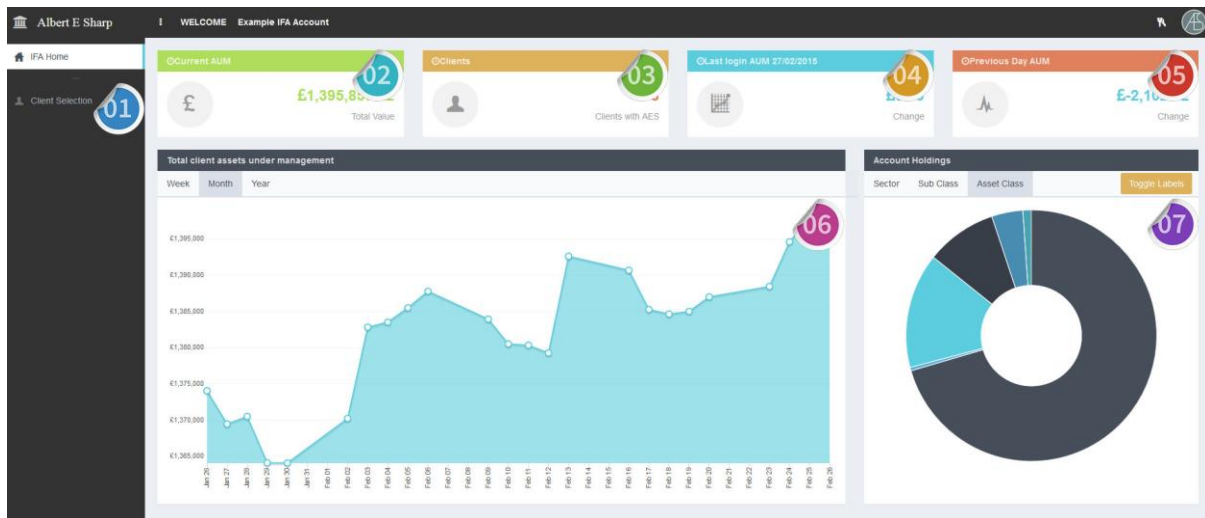 Albert E Sharp
WELCOME Example IFA Account
AES
IFA Home
Client Selection
01
Current AUM
02
£1,395,8
Total Value
Clients
03
Clients with AES
Last login AUM 27/02/2015
04
Change
Previous Day AUM
05
£-2,10
Change
Total client assets under management
Week Month Year
06
£1,395,000
£1,390,000
£1,385,000
£1,380,000
£1,375,000
£1,370,000
£1,365,000
Jan 26
Jan 27
Jan 28
Jan 29
Jan 30
Jan 31
Feb 01
Feb 02
Feb 03
Feb 04
Feb 05
Feb 06
Feb 07
Feb 08
Feb 09
Feb 10
Feb 11
Feb 12
Feb 13
Feb 14
Feb 15
Feb 16
Feb 17
Feb 18
Feb 19
Feb 20
Feb 21
Feb 22
Feb 23
Feb 24
Feb 25
Feb 26
Account Holdings
Sector Sub Class Asset Class Toggle Labels
07